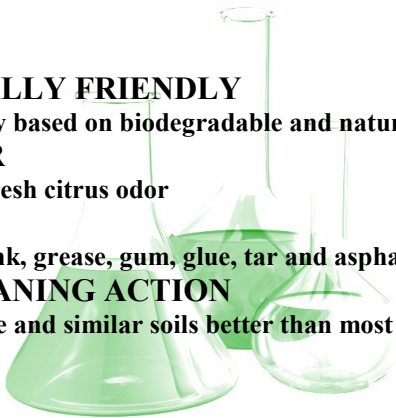 LLY FRIENDLY
y based on biodegradable and natur
R
resh citrus odor
nk, grease, gum, glue, tar and aspha
ANING ACTION
e and similar soils better than most